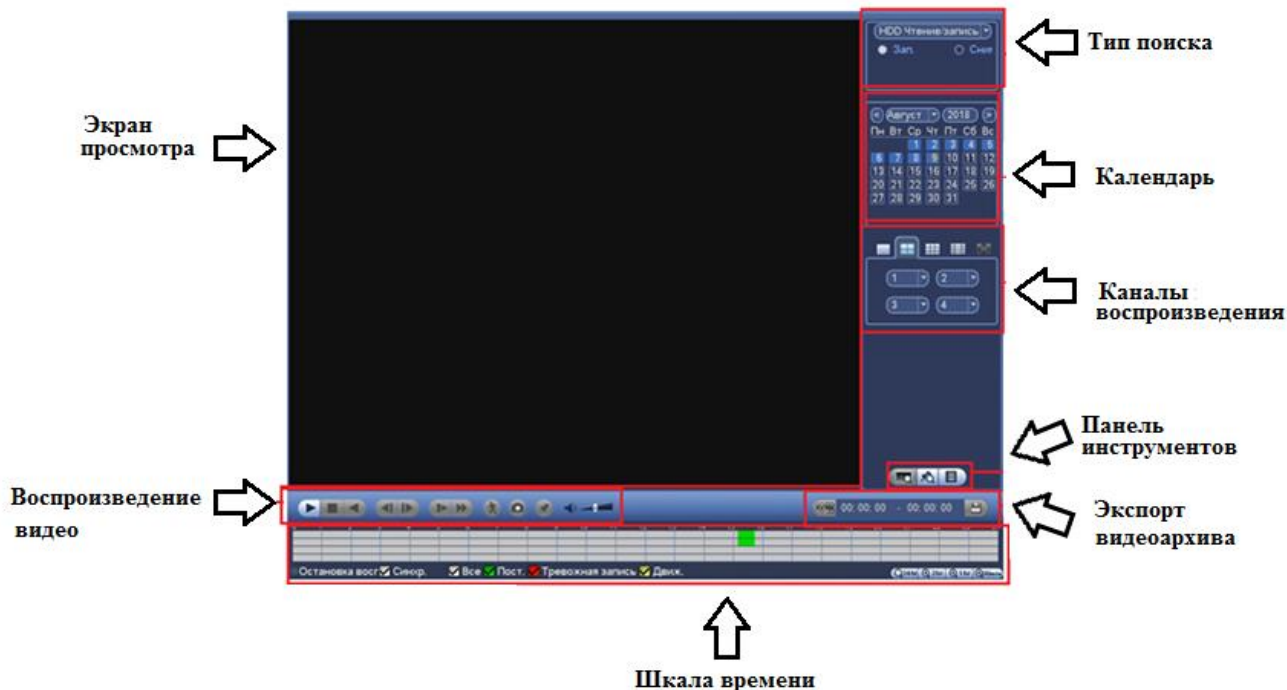 HDD Чтение/запись
Зап.
Тип поиска
Экран
просмотра
Август 2018
Пн Вт Ср Чт Пт Сб Вс
1 2 3 4 5
6 7 8 9 10 11 12
13 14 15 16 17 18 19
20 21 22 23 24 25 26
27 28 29 30 31
Календарь
1 2
3 4
Каналы
воспроизведения
Панель
инструментов
Воспроизведение
видео
00: 00: 00 - 00: 00: 00
Экспорт
видеоархива
Остановка восг Синхр. Все Пост. Тревожная запись Движ.
Шкала времени